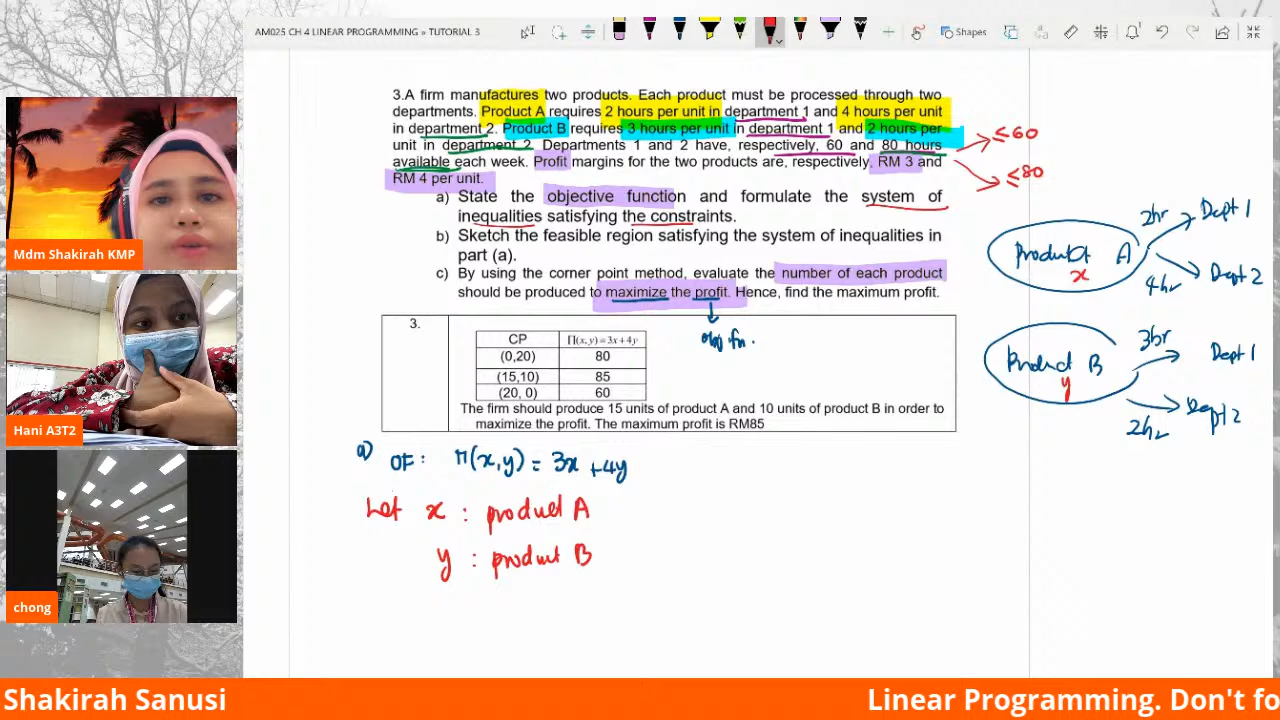 AM025 CH 4 LINEAR PROGRAMMING » TUTORIAL 3
Shapes
3.A firm manufactures two products. Each product must be processed through two
departments. Product A requires 2 hours per unit in department 1 and 4 hours per unit
in department 2. Product B requires 3 hours per unit in department 1 and 2 hours per
unit in department 2. Departments 1 and 2 have, respectively, 60 and 80 hours
available each week. Profit margins for the two products are, respectively, RM 3 and
RM 4 per unit.
≤60
≤80
a) State the objective function and formulate the system of
inequalities satisfying the constraints.
b) Sketch the feasible region satisfying the system of inequalities in
part (a).
c) By using the corner point method, evaluate the number of each product
should be produced to maximize the profit. Hence, find the maximum profit.
obj fn.
Product A
x
2hr Dept 1
4hr Dept 2
Product B
y
3hr Dept 1
2hr Dept 2
3.
CP ∏(x, y) = 3x + 4y
(0,20) 80
(15,10) 85
(20, 0) 60
The firm should produce 15 units of product A and 10 units of product B in order to
maximize the profit. The maximum profit is RM85
a) OF: π(x,y) = 3x + 4y
Let x : product A
y : product B
Mdm Shakirah KMP
Hani A3T2
chong
Shakirah Sanusi
Linear Programming. Don't fo